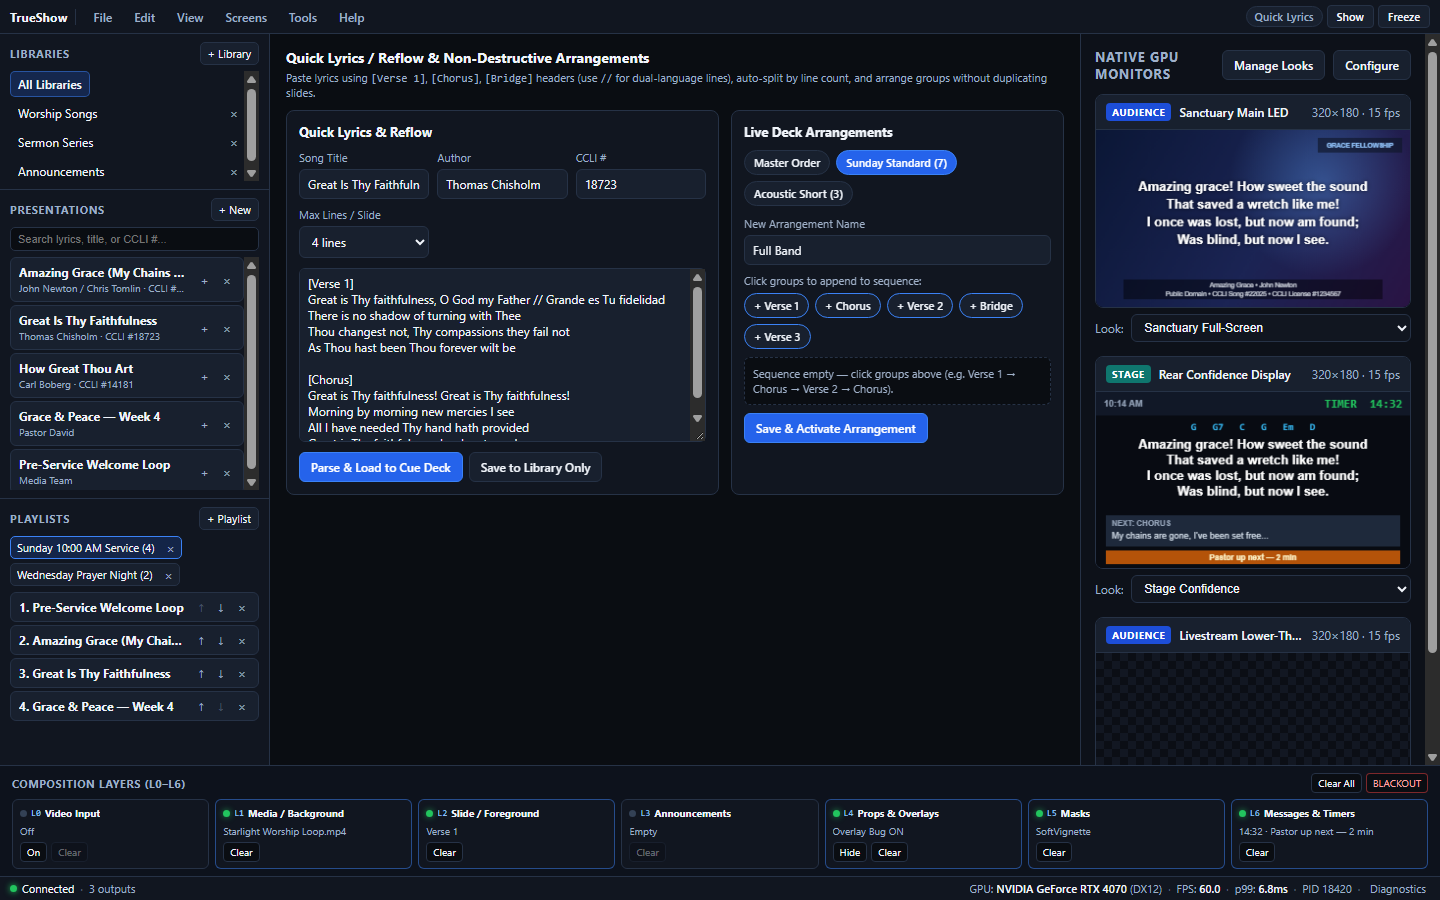 TrueShow File Edit View Screens Tools Help Quick Lyrics Show Freeze
LIBRARIES + Library
All Libraries
Worship Songs ×
Sermon Series ×
Announcements ×
PRESENTATIONS + New
Search lyrics, title, or CCLI #...
Amazing Grace (My Chains ... + ×
John Newton / Chris Tomlin · CCLI #...
Great Is Thy Faithfulness + ×
Thomas Chisholm · CCLI #18723
How Great Thou Art + ×
Carl Boberg · CCLI #14181
Grace & Peace — Week 4 + ×
Pastor David
Pre-Service Welcome Loop + ×
Media Team
PLAYLISTS + Playlist
Sunday 10:00 AM Service (4) ×
Wednesday Prayer Night (2) ×
1. Pre-Service Welcome Loop ↑ ↓ ×
2. Amazing Grace (My Chai... ↑ ↓ ×
3. Great Is Thy Faithfulness ↑ ↓ ×
4. Grace & Peace — Week 4 ↑ ↓ ×
Quick Lyrics / Reflow & Non-Destructive Arrangements
Paste lyrics using [Verse 1], [Chorus], [Bridge] headers (use // for dual-language lines), auto-split by line count, and arrange groups without duplicating
slides.
Quick Lyrics & Reflow
Song Title Author CCLI #
Great Is Thy Faithfuln Thomas Chisholm 18723
Max Lines / Slide
4 lines
[Verse 1]
Great is Thy faithfulness, O God my Father // Grande es Tu fidelidad
There is no shadow of turning with Thee
Thou changest not, Thy compassions they fail not
As Thou hast been Thou forever wilt be
[Chorus]
Great is Thy faithfulness! Great is Thy faithfulness!
Morning by morning new mercies I see
All I have needed Thy hand hath provided
Parse & Load to Cue Deck Save to Library Only
Live Deck Arrangements
Master Order Sunday Standard (7)
Acoustic Short (3)
New Arrangement Name
Full Band
Click groups to append to sequence:
+ Verse 1 + Chorus + Verse 2 + Bridge
+ Verse 3
Sequence empty — click groups above (e.g. Verse 1 →
Chorus → Verse 2 → Chorus).
Save & Activate Arrangement
NATIVE GPU
MONITORS Manage Looks Configure
AUDIENCE Sanctuary Main LED 320×180 · 15 fps
GRACE FELLOWSHIP
Amazing grace! How sweet the sound
That saved a wretch like me!
I once was lost, but now am found;
Was blind, but now I see.
Amazing Grace • John Newton
Public Domain • CCLI Song #22025 • CCLI License #1234567
Look: Sanctuary Full-Screen
STAGE Rear Confidence Display 320×180 · 15 fps
10:14 AM TIMER 14:32
G G7 C G Em D
Amazing grace! How sweet the sound
That saved a wretch like me!
I once was lost, but now am found;
Was blind, but now I see.
NEXT: CHORUS
My chains are gone, I've been set free...
Pastor up next — 2 min
Look: Stage Confidence
AUDIENCE Livestream Lower-Th... 320×180 · 15 fps
COMPOSITION LAYERS (L0–L6) Clear All BLACKOUT
L0 Video Input
Off
On Clear
L1 Media / Background
Starlight Worship Loop.mp4
Clear
L2 Slide / Foreground
Verse 1
Clear
L3 Announcements
Empty
Clear
L4 Props & Overlays
Overlay Bug ON
Hide Clear
L5 Masks
SoftVignette
Clear
L6 Messages & Timers
14:32 · Pastor up next — 2 min
Clear
Connected · 3 outputs GPU: NVIDIA GeForce RTX 4070 (DX12) · FPS: 60.0 · p99: 6.8ms · PID 18420 · Diagnostics